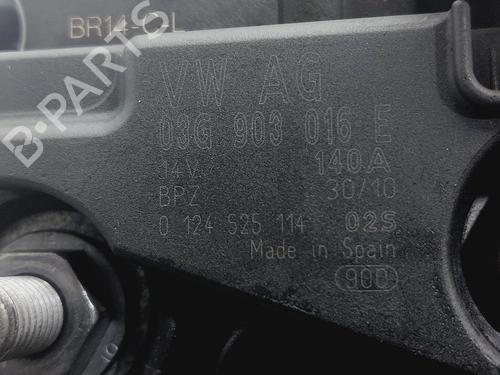 BR14-
VW AG
03G 903 016 E
14V. 140A
BPZ 30/10
0 124 525 114 02S
Made in Spain
900
B-PARTS